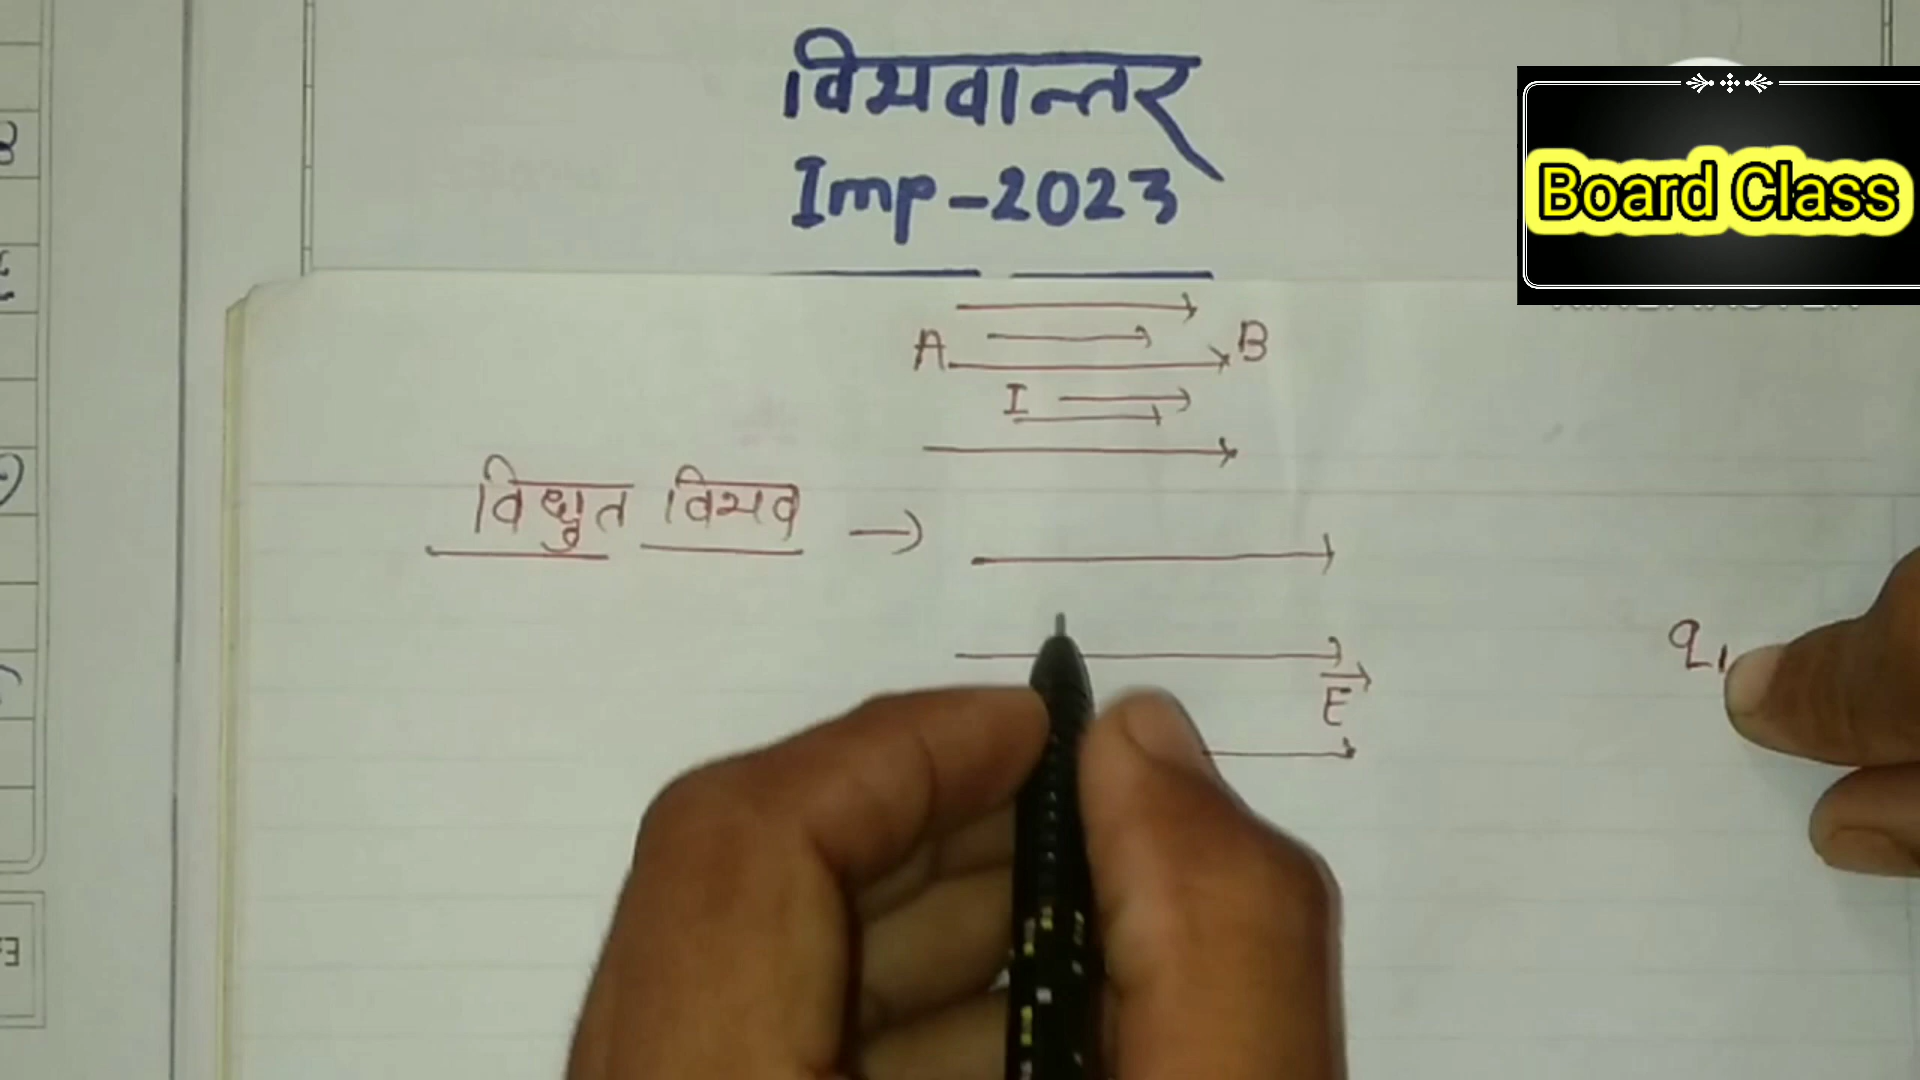 विभवान्तर
Imp-2023
Board Class
A B
I
विधुत विभव →
E
q₁